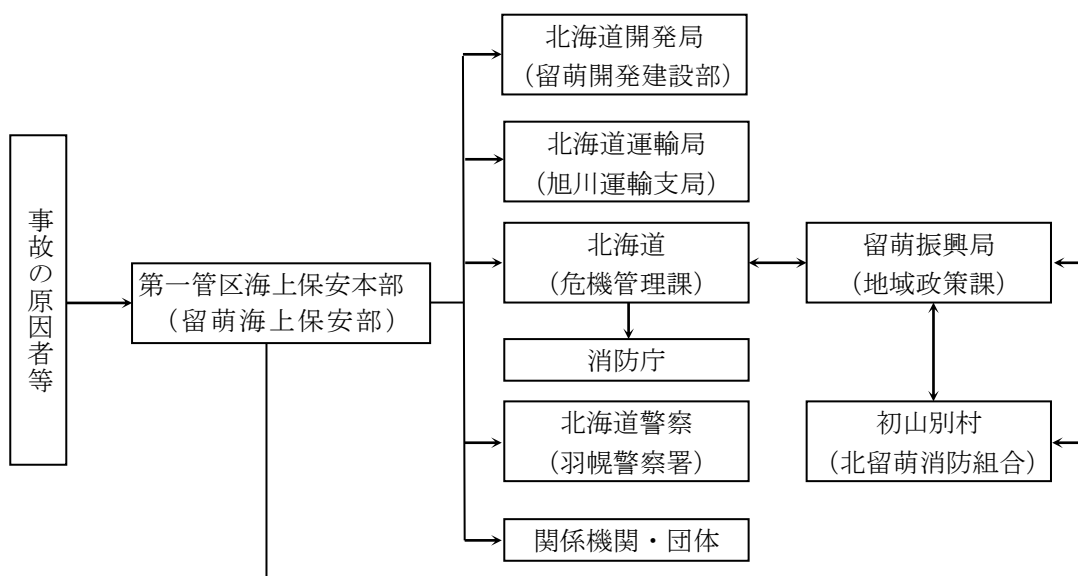 事故の原因者等
第一管区海上保安本部
（留萌海上保安部）
北海道開発局
（留萌開発建設部）
北海道運輸局
（旭川運輸支局）
北海道
（危機管理課）
消防庁
北海道警察
（羽幌警察署）
関係機関・団体
留萌振興局
（地域政策課）
初山別村
（北留萌消防組合）